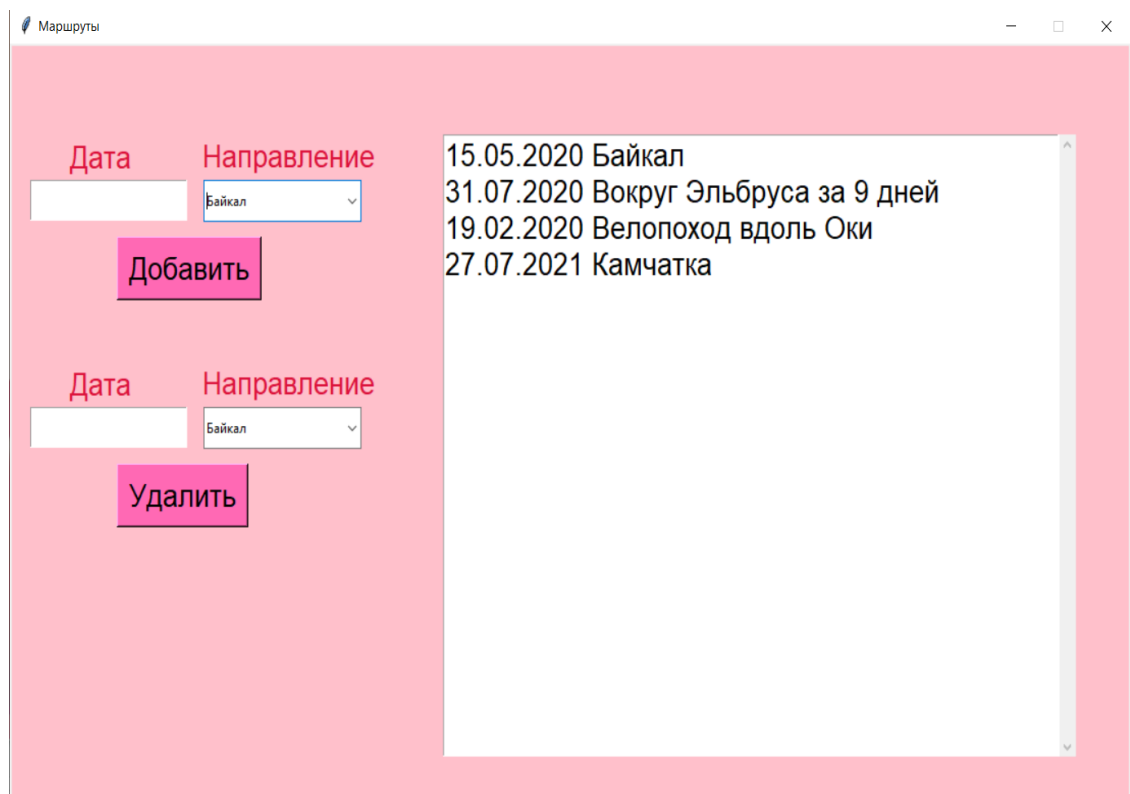 Маршруты
Дата Направление
Байкал
Добавить
Дата Направление
Байкал
Удалить
15.05.2020 Байкал
31.07.2020 Вокруг Эльбруса за 9 дней
19.02.2020 Велопоход вдоль Оки
27.07.2021 Камчатка